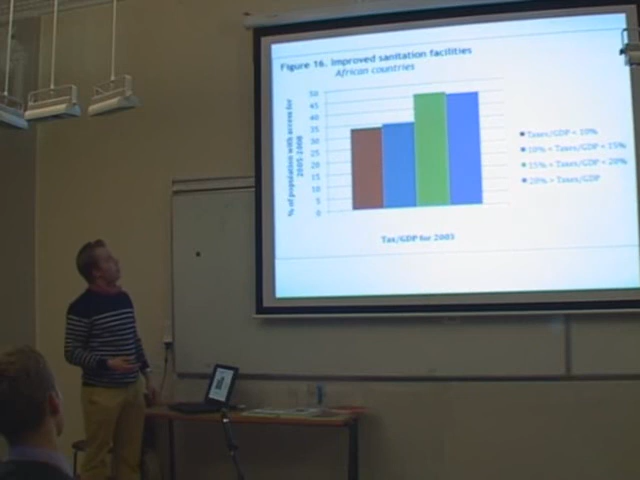 Figure 16. Improved sanitation facilities
African countries
% of population with access for
2005-2008
50
45
40
35
30
25
20
15
10
5
0
Taxes/GDP < 10%
10% < Taxes/GDP < 15%
15% < Taxes/GDP < 20%
20% > Taxes/GDP
Tax/GDP for 2003